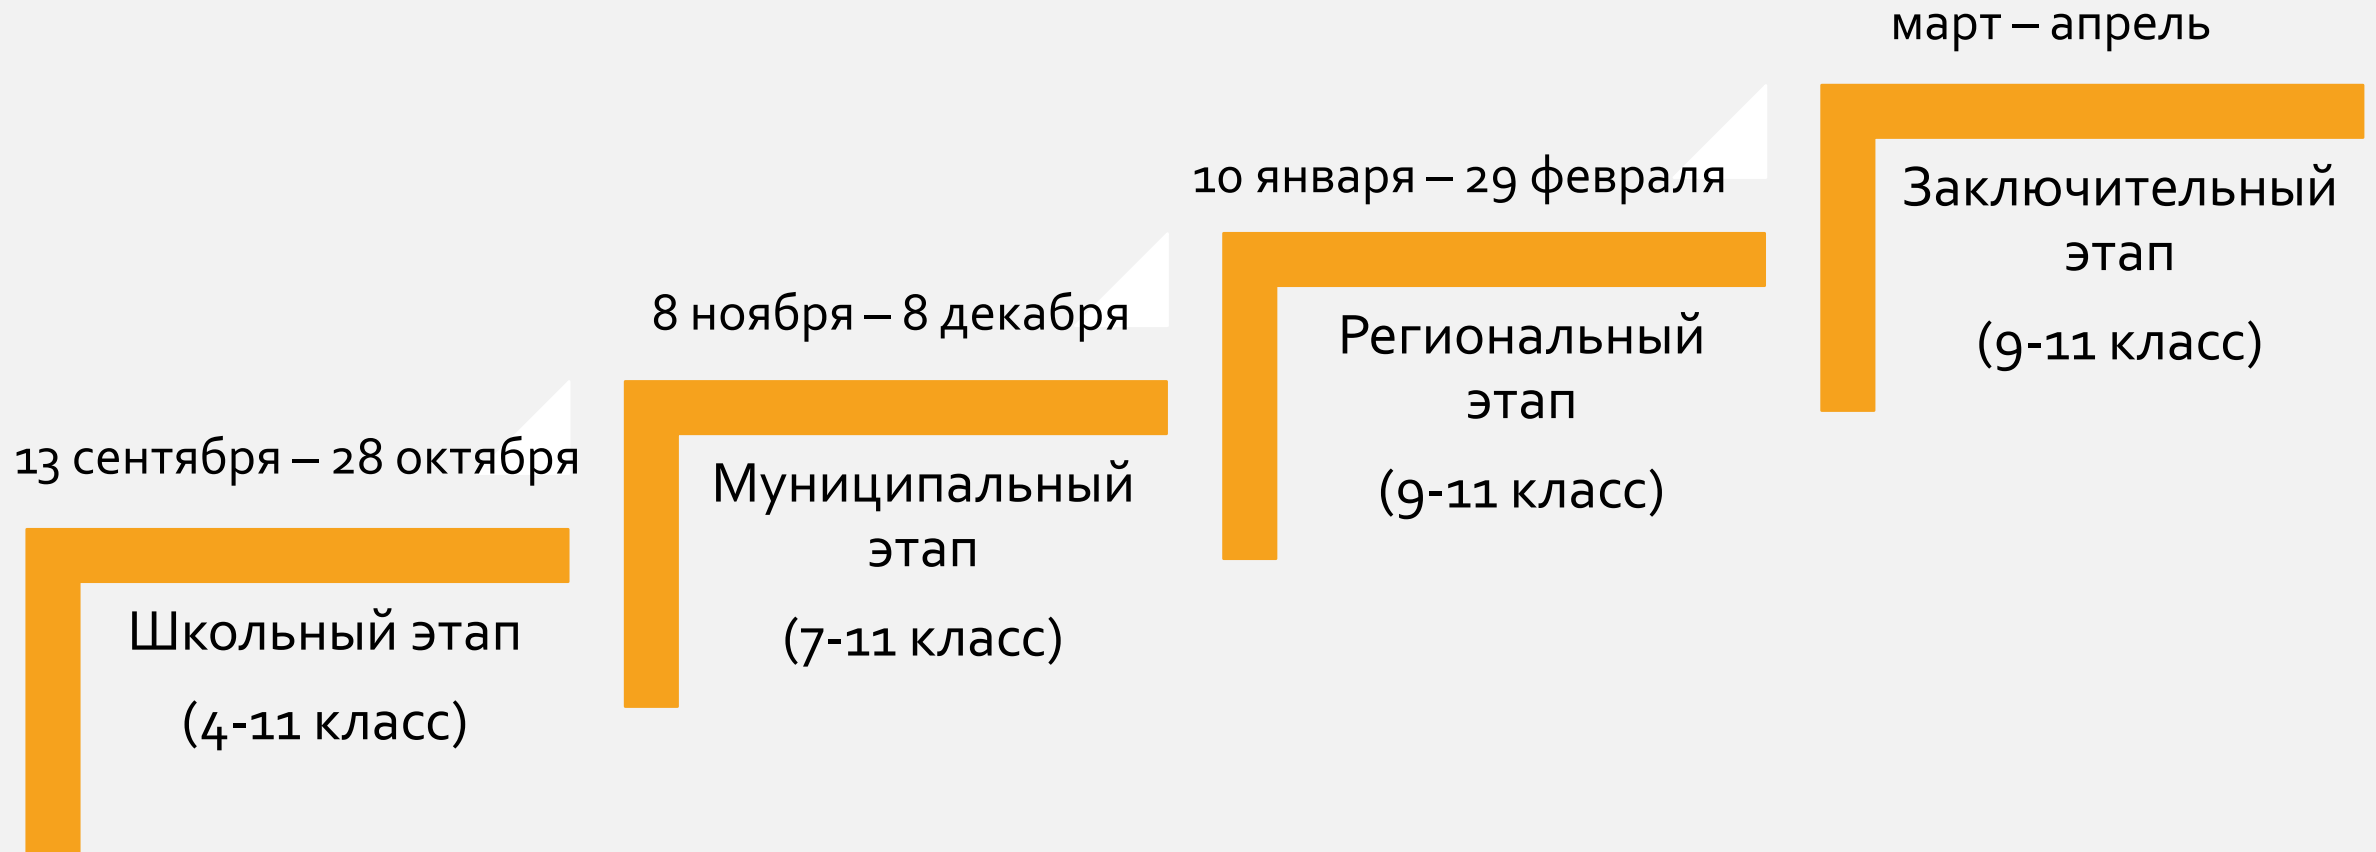 13 сентября – 28 октября
Школьный этап
(4-11 класс)
8 ноября – 8 декабря
Муниципальный
этап
(7-11 класс)
10 января – 29 февраля
Региональный
этап
(9-11 класс)
март – апрель
Заключительный
этап
(9-11 класс)